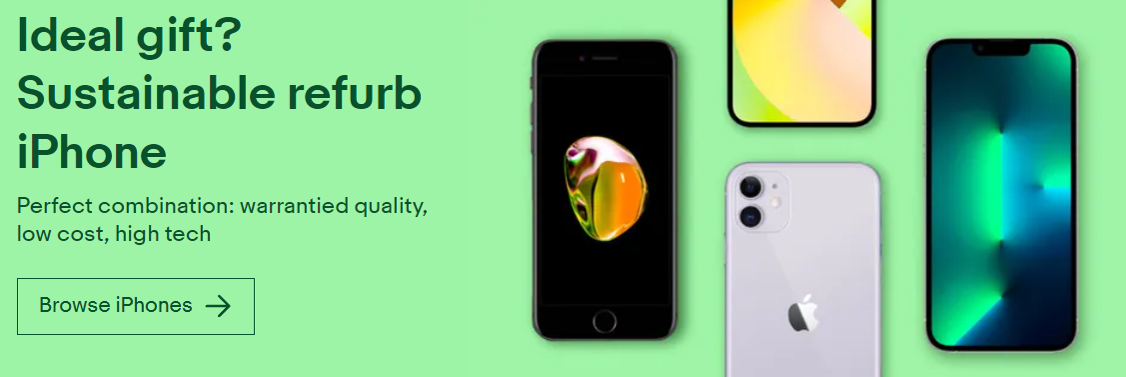 Ideal gift?
Sustainable refurb
iPhone
Perfect combination: warrantied quality,
low cost, high tech
Browse iPhones